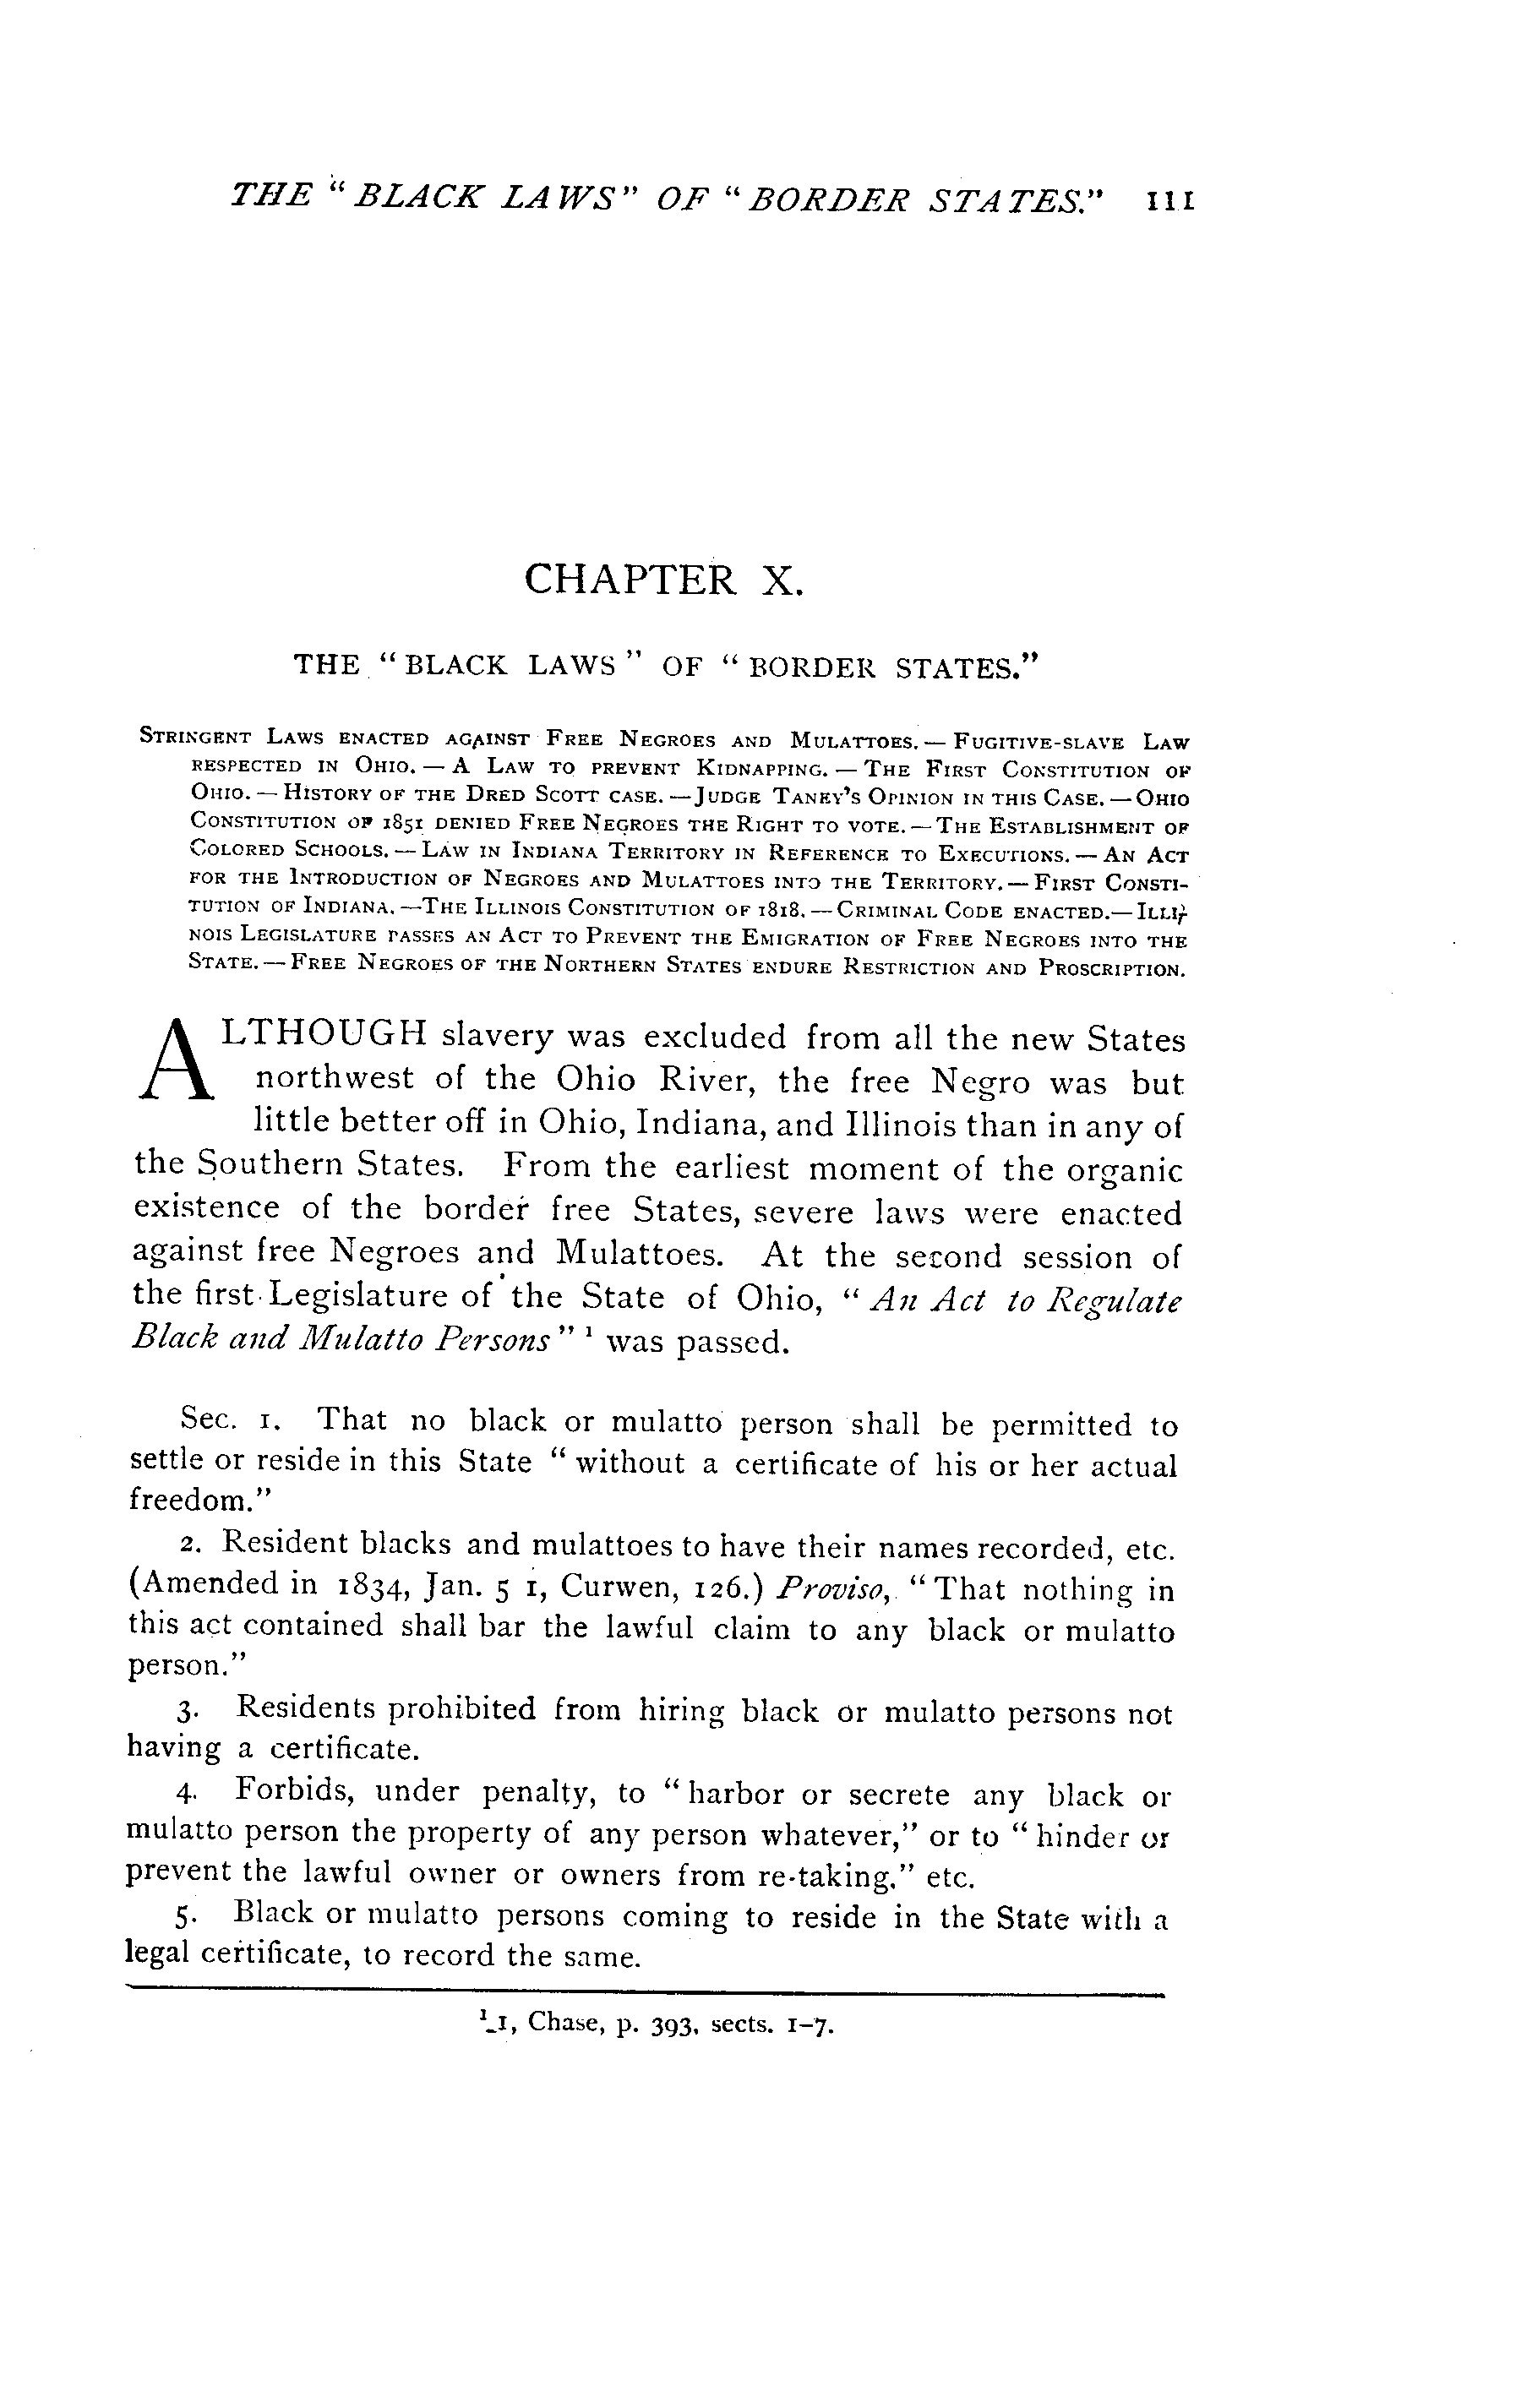 THE "BLACK LAWS" OF "BORDER STATES." 111
CHAPTER X.
THE "BLACK LAWS" OF "BORDER STATES."
STRINGENT LAWS ENACTED AGAINST FREE NEGROES AND MULATTOES. — FUGITIVE-SLAVE LAW
RESPECTED IN OHIO. — A LAW TO PREVENT KIDNAPPING. — THE FIRST CONSTITUTION OF
OHIO. — HISTORY OF THE DRED SCOTT CASE. — JUDGE TANEY'S OPINION IN THIS CASE. — OHIO
CONSTITUTION OF 1851 DENIED FREE NEGROES THE RIGHT TO VOTE. — THE ESTABLISHMENT OF
COLORED SCHOOLS. — LAW IN INDIANA TERRITORY IN REFERENCE TO EXECUTIONS. — AN ACT
FOR THE INTRODUCTION OF NEGROES AND MULATTOES INTO THE TERRITORY. — FIRST CONSTI-
TUTION OF INDIANA. — THE ILLINOIS CONSTITUTION OF 1818. — CRIMINAL CODE ENACTED. — ILLI-
NOIS LEGISLATURE PASSES AN ACT TO PREVENT THE EMIGRATION OF FREE NEGROES INTO THE
STATE. — FREE NEGROES OF THE NORTHERN STATES ENDURE RESTRICTION AND PROSCRIPTION.
ALTHOUGH slavery was excluded from all the new States
northwest of the Ohio River, the free Negro was but
little better off in Ohio, Indiana, and Illinois than in any of
the Southern States. From the earliest moment of the organic
existence of the border free States, severe laws were enacted
against free Negroes and Mulattoes. At the second session of
the first Legislature of the State of Ohio, "An Act to Regulate
Black and Mulatto Persons" ¹ was passed.
Sec. 1. That no black or mulatto person shall be permitted to
settle or reside in this State "without a certificate of his or her actual
freedom."
2. Resident blacks and mulattoes to have their names recorded, etc.
(Amended in 1834, Jan. 5 1, Curwen, 126.) Proviso, "That nothing in
this act contained shall bar the lawful claim to any black or mulatto
person."
3. Residents prohibited from hiring black or mulatto persons not
having a certificate.
4. Forbids, under penalty, to "harbor or secrete any black or
mulatto person the property of any person whatever," or to "hinder or
prevent the lawful owner or owners from re-taking," etc.
5. Black or mulatto persons coming to reside in the State with a
legal certificate, to record the same.
¹ 1, Chase, p. 393, sects. 1-7.